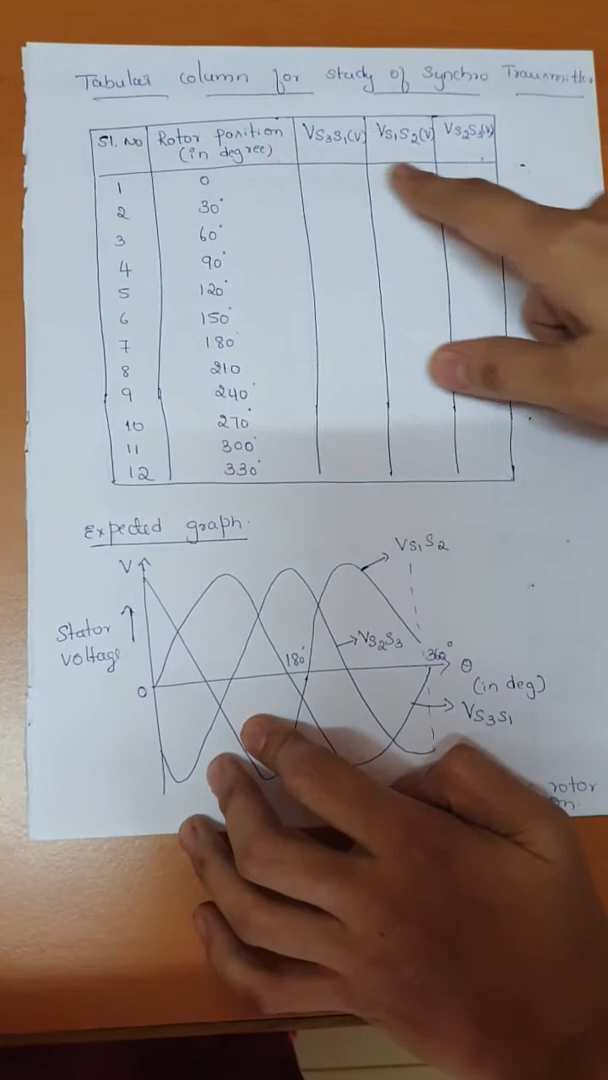 Tabular column for study of Synchro Transmitter
Sl. No Rotor position (in degree) VS3S1(V) VS1S2(V) VS2S3(V)
1 0
2 30°
3 60°
4 90°
5 120°
6 150°
7 180°
8 210
9 240°
10 270°
11 300°
12 330°
Expected graph.
V
VS1S2
Stator
voltage
VS2S3
180°
360°
θ
0
(in deg)
VS3S1
rotor